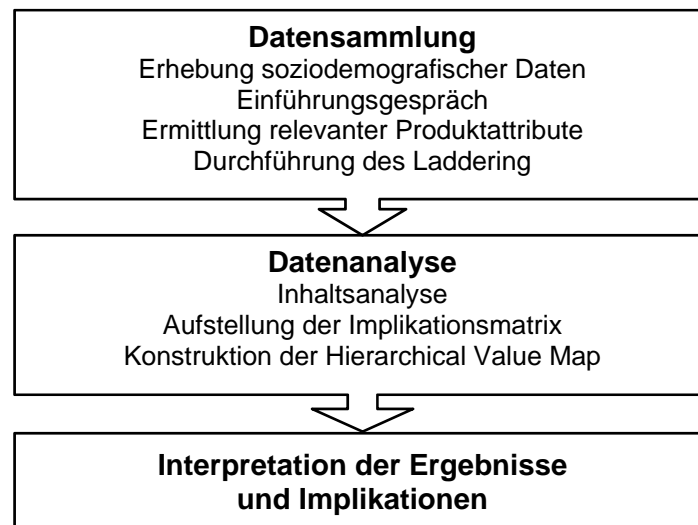 Datensammlung
Erhebung soziodemografischer Daten
Einführungsgespräch
Ermittlung relevanter Produktattribute
Durchführung des Laddering
Datenanalyse
Inhaltsanalyse
Aufstellung der Implikationsmatrix
Konstruktion der Hierarchical Value Map
Interpretation der Ergebnisse
und Implikationen